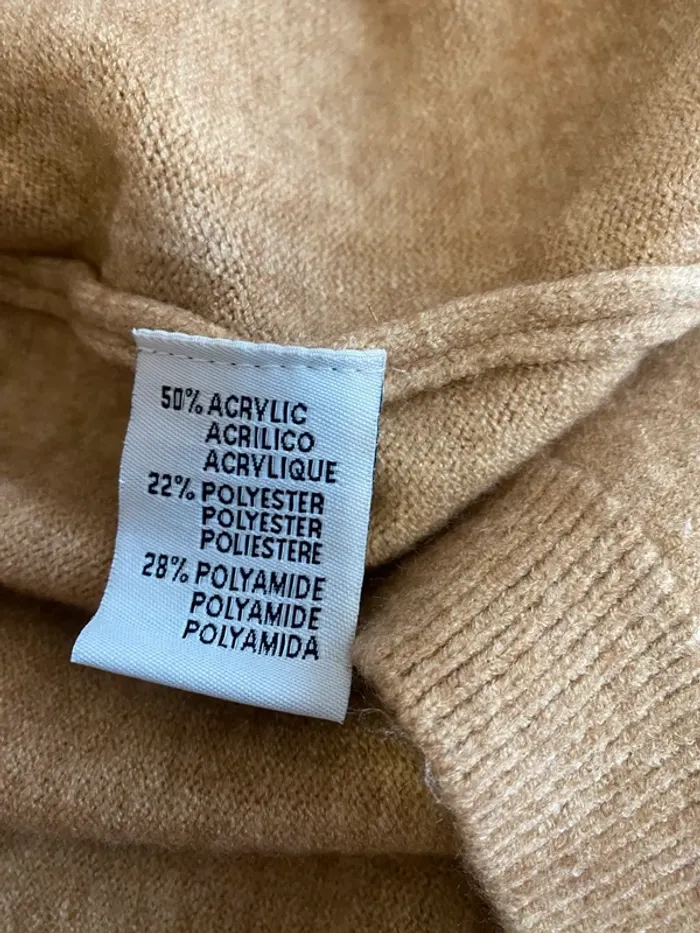 50% ACRYLIC
ACRILICO
ACRYLIQUE
22% POLYESTER
POLYESTER
POLIESTERE
28% POLYAMIDE
POLYAMIDE
POLYAMIDA